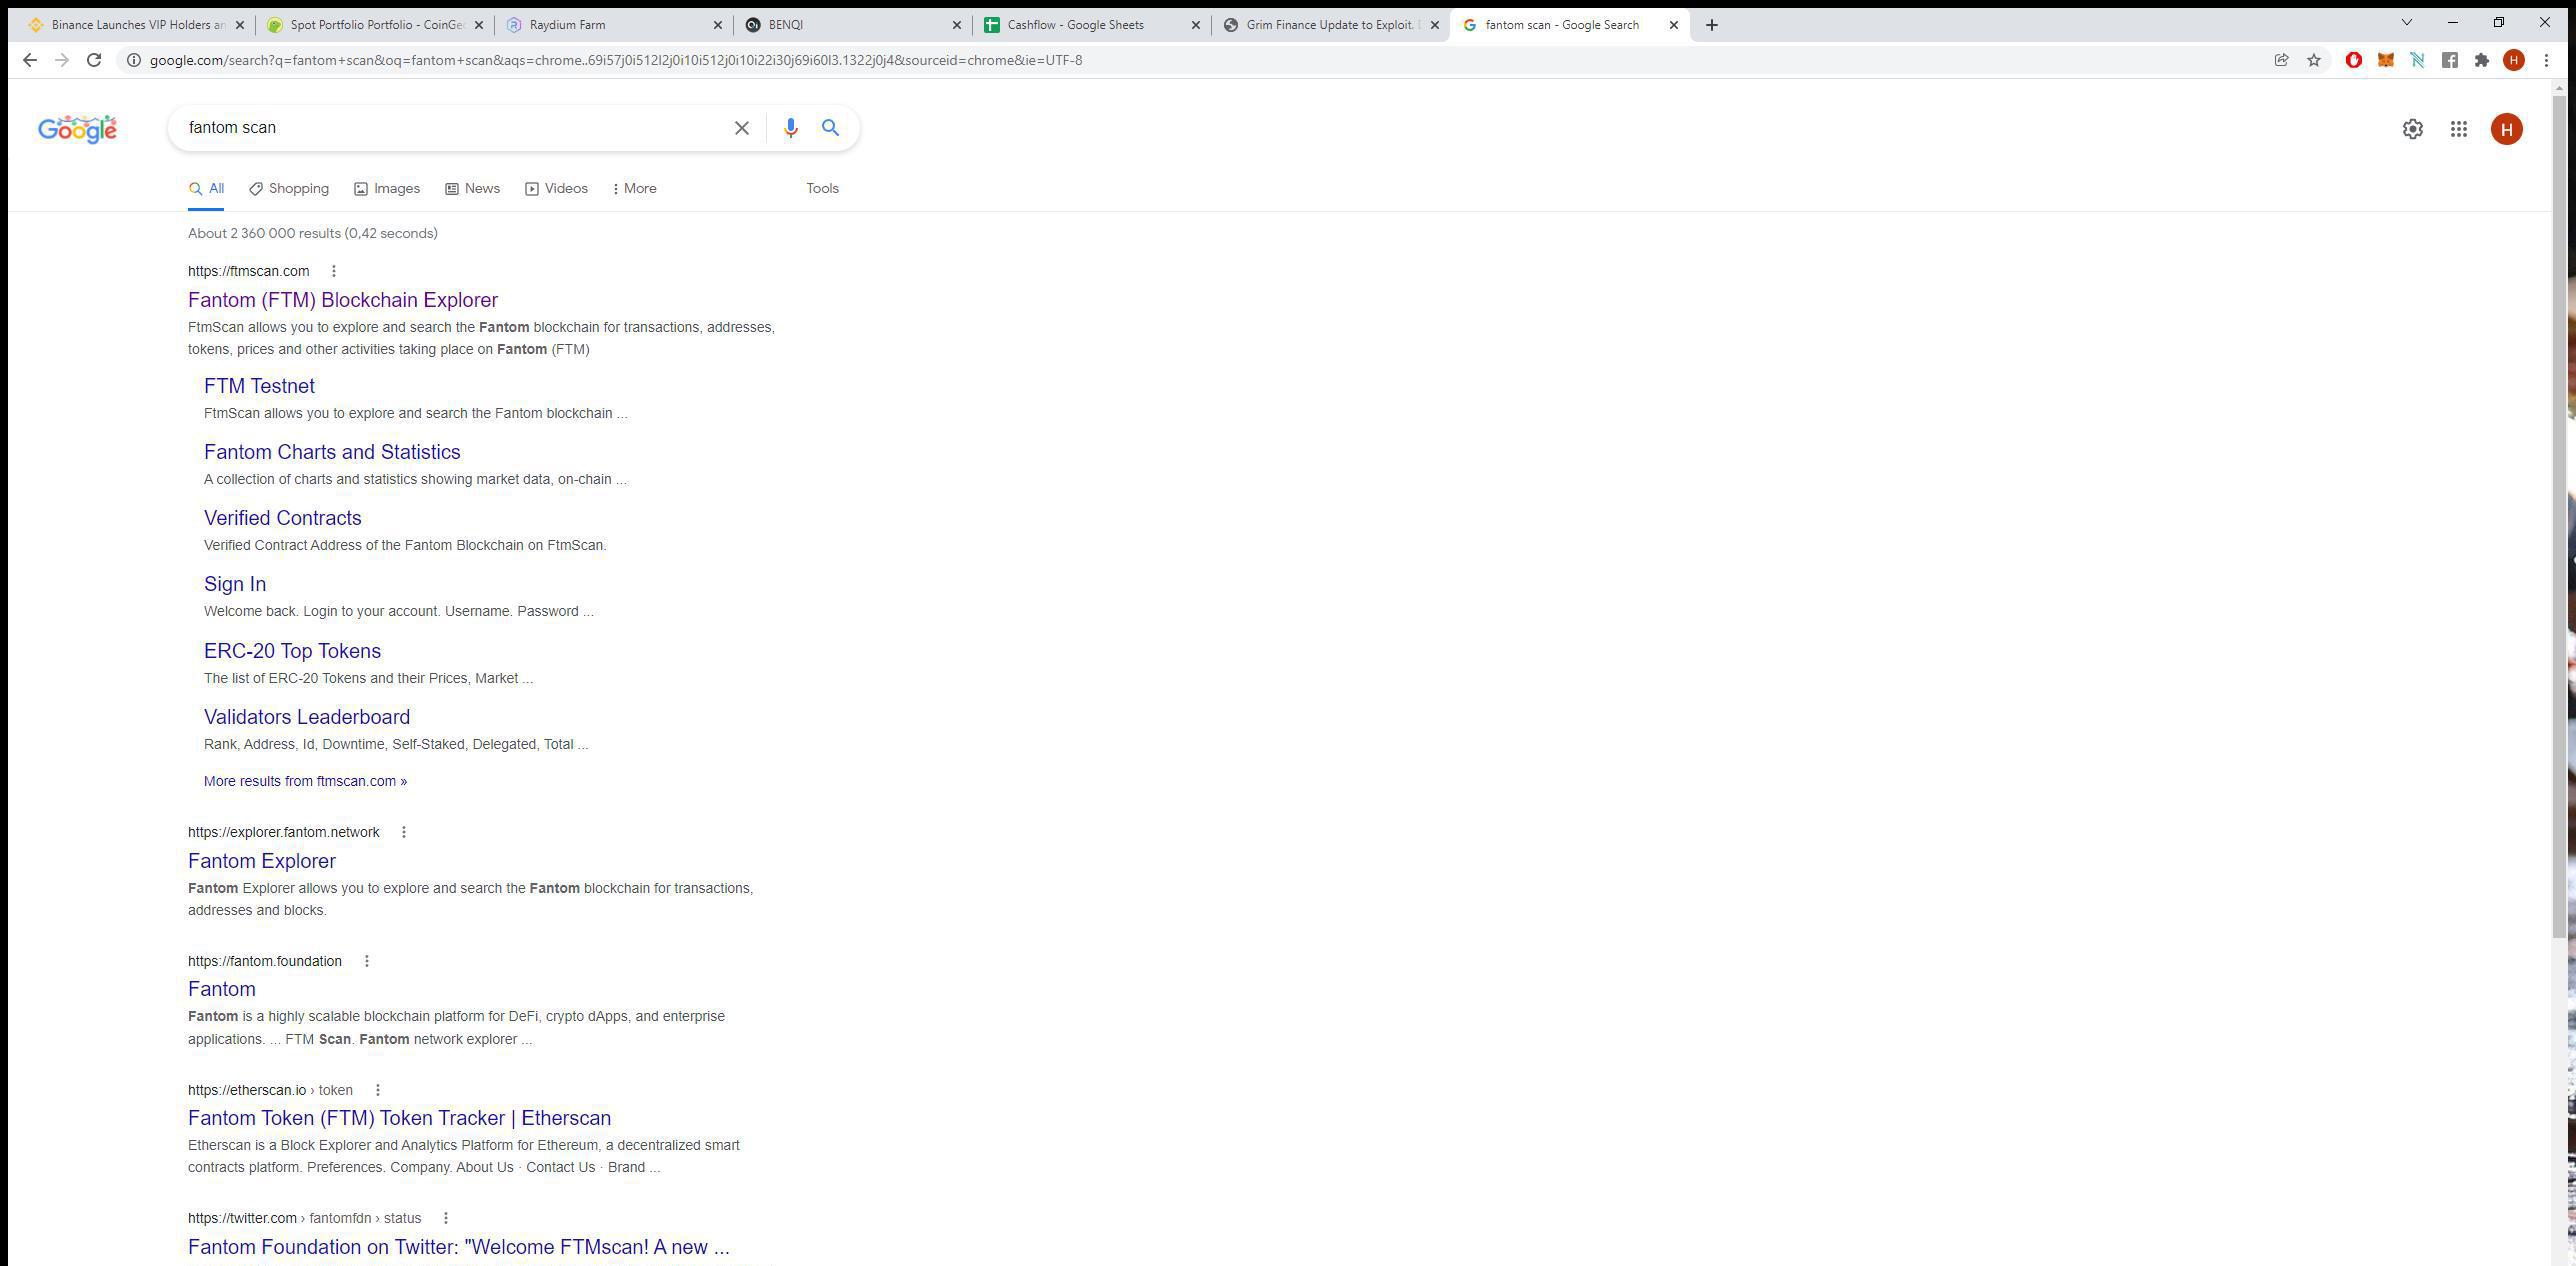 Binance Launches VIP Holders an
Spot Portfolio Portfolio - CoinGec
Raydium Farm
BENQI
Cashflow - Google Sheets
Grim Finance Update to Exploit.
fantom scan - Google Search
google.com/search?q=fantom+scan&oq=fantom+scan&aqs=chrome..69i57j0i512l2j0i10i512j0i10i22i30j69i60l3.1322j0j4&sourceid=chrome&ie=UTF-8
H
Google
fantom scan
H
All
Shopping
Images
News
Videos
More
Tools
About 2 360 000 results (0,42 seconds)
https://ftmscan.com
Fantom (FTM) Blockchain Explorer
FtmScan allows you to explore and search the Fantom blockchain for transactions, addresses,
tokens, prices and other activities taking place on Fantom (FTM)
FTM Testnet
FtmScan allows you to explore and search the Fantom blockchain ...
Fantom Charts and Statistics
A collection of charts and statistics showing market data, on-chain ...
Verified Contracts
Verified Contract Address of the Fantom Blockchain on FtmScan.
Sign In
Welcome back. Login to your account. Username. Password ...
ERC-20 Top Tokens
The list of ERC-20 Tokens and their Prices, Market ...
Validators Leaderboard
Rank, Address, Id, Downtime, Self-Staked, Delegated, Total ...
More results from ftmscan.com »
https://explorer.fantom.network
Fantom Explorer
Fantom Explorer allows you to explore and search the Fantom blockchain for transactions,
addresses and blocks.
https://fantom.foundation
Fantom
Fantom is a highly scalable blockchain platform for DeFi, crypto dApps, and enterprise
applications. ... FTM Scan. Fantom network explorer ...
https://etherscan.io › token
Fantom Token (FTM) Token Tracker | Etherscan
Etherscan is a Block Explorer and Analytics Platform for Ethereum, a decentralized smart
contracts platform. Preferences. Company. About Us · Contact Us · Brand ...
https://twitter.com › fantomfdn › status
Fantom Foundation on Twitter: "Welcome FTMscan! A new ...